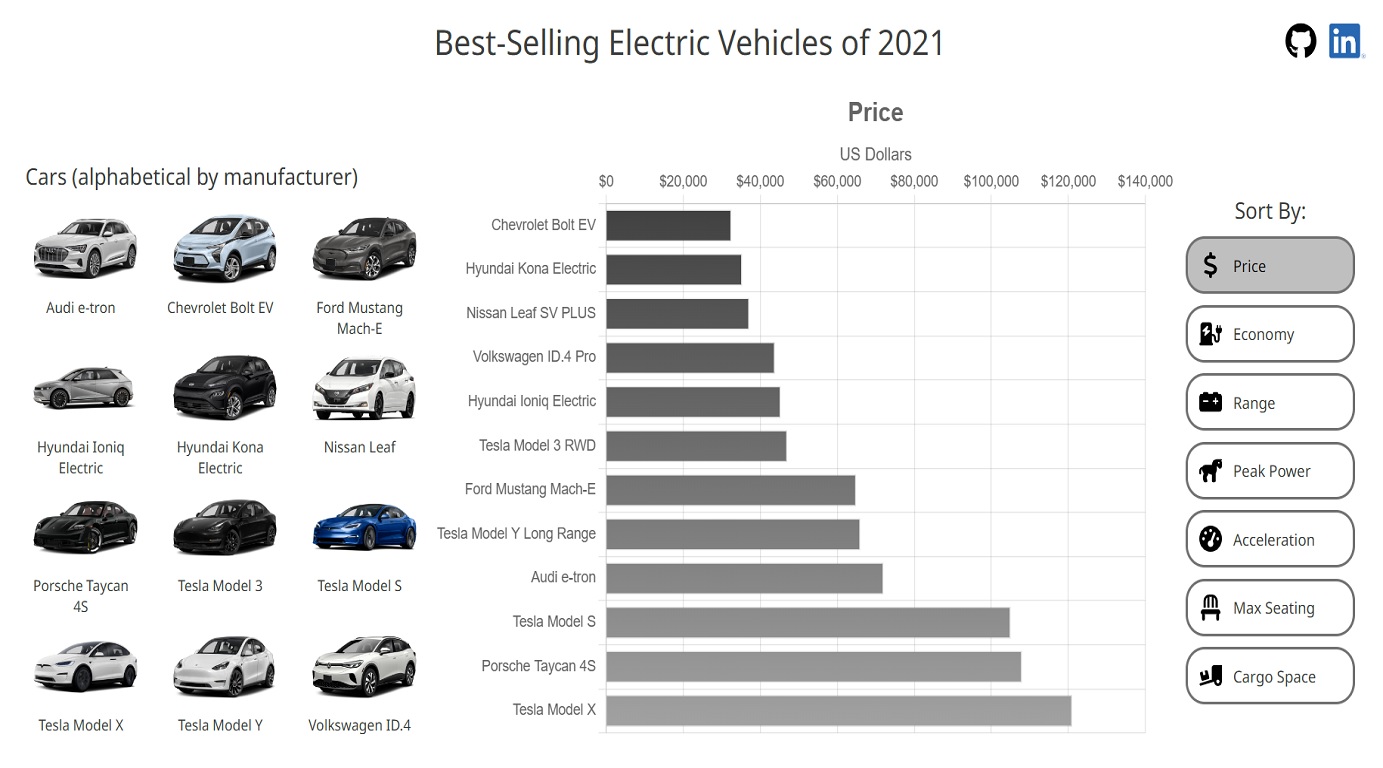 Best-Selling Electric Vehicles of 2021
in
Cars (alphabetical by manufacturer)
Audi e-tron
Chevrolet Bolt EV
Ford Mustang
Mach-E
Hyundai Ioniq
Electric
Hyundai Kona
Electric
Nissan Leaf
Porsche Taycan
4S
Tesla Model 3
Tesla Model S
Tesla Model X
Tesla Model Y
Volkswagen ID.4
Price
US Dollars
$0 $20,000 $40,000 $60,000 $80,000 $100,000 $120,000 $140,000
Chevrolet Bolt EV
Hyundai Kona Electric
Nissan Leaf SV PLUS
Volkswagen ID.4 Pro
Hyundai Ioniq Electric
Tesla Model 3 RWD
Ford Mustang Mach-E
Tesla Model Y Long Range
Audi e-tron
Tesla Model S
Porsche Taycan 4S
Tesla Model X
Sort By:
$ Price
Economy
Range
Peak Power
Acceleration
Max Seating
Cargo Space